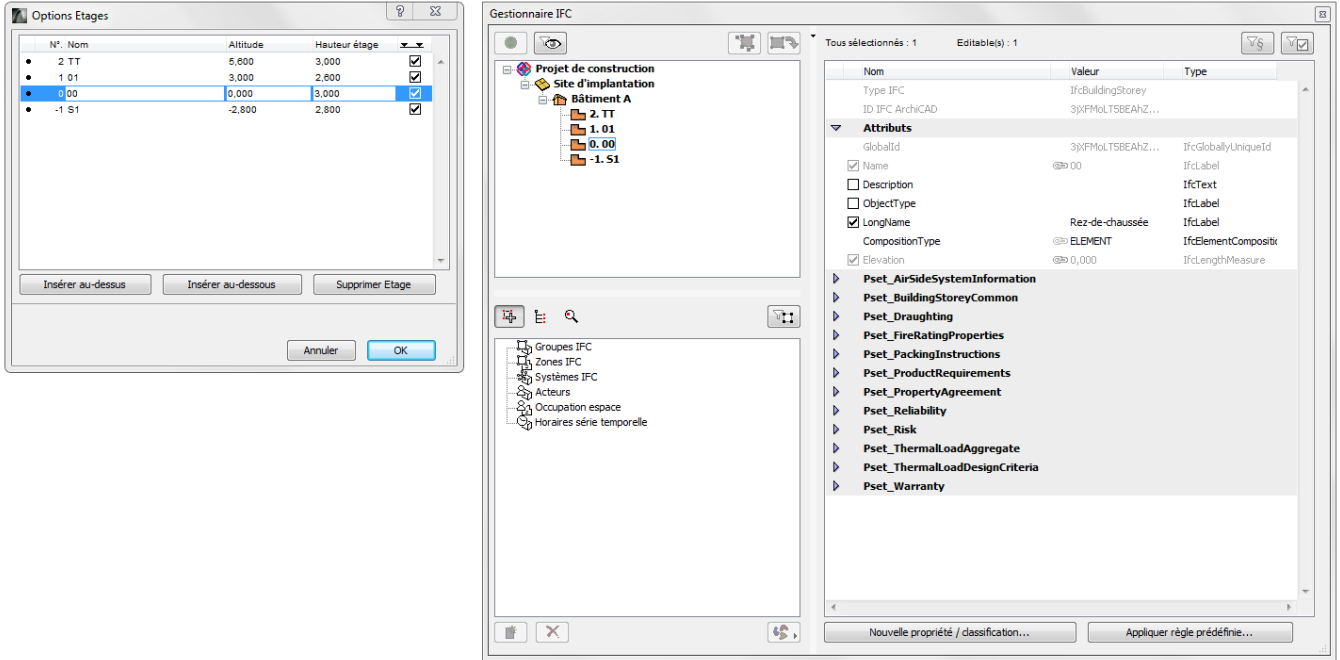 Options Etages
N°. Nom Altitude Hauteur étage
2 TT 5,600 3,000
1 01 3,000 2,600
0 00 0,000 3,000
-1 S1 -2,800 2,800
Insérer au-dessus Insérer au-dessous Supprimer Etage
Annuler OK
Gestionnaire IFC
Projet de construction
Site d'implantation
Bâtiment A
2. TT
1. 01
0. 00
-1. S1
Groupes IFC
Zones IFC
Systèmes IFC
Acteurs
Occupation espace
Horaires série temporelle
Tous sélectionnés : 1 Editable(s) : 1
Nom Valeur Type
Type IFC IfcBuildingStorey
ID IFC ArchiCAD 3jXFMoLT5BEAhZ...
Attributs
GlobalId 3jXFMoLT5BEAhZ... IfcGloballyUniqueId
Name 00 IfcLabel
Description IfcText
ObjectType IfcLabel
LongName Rez-de-chaussée IfcLabel
CompositionType ELEMENT IfcElementCompositic
Elevation 0,000 IfcLengthMeasure
Pset_AirSideSystemInformation
Pset_BuildingStoreyCommon
Pset_Draughting
Pset_FireRatingProperties
Pset_PackingInstructions
Pset_ProductRequirements
Pset_PropertyAgreement
Pset_Reliability
Pset_Risk
Pset_ThermalLoadAggregate
Pset_ThermalLoadDesignCriteria
Pset_Warranty
Nouvelle propriété / classification... Appliquer règle prédéfinie...